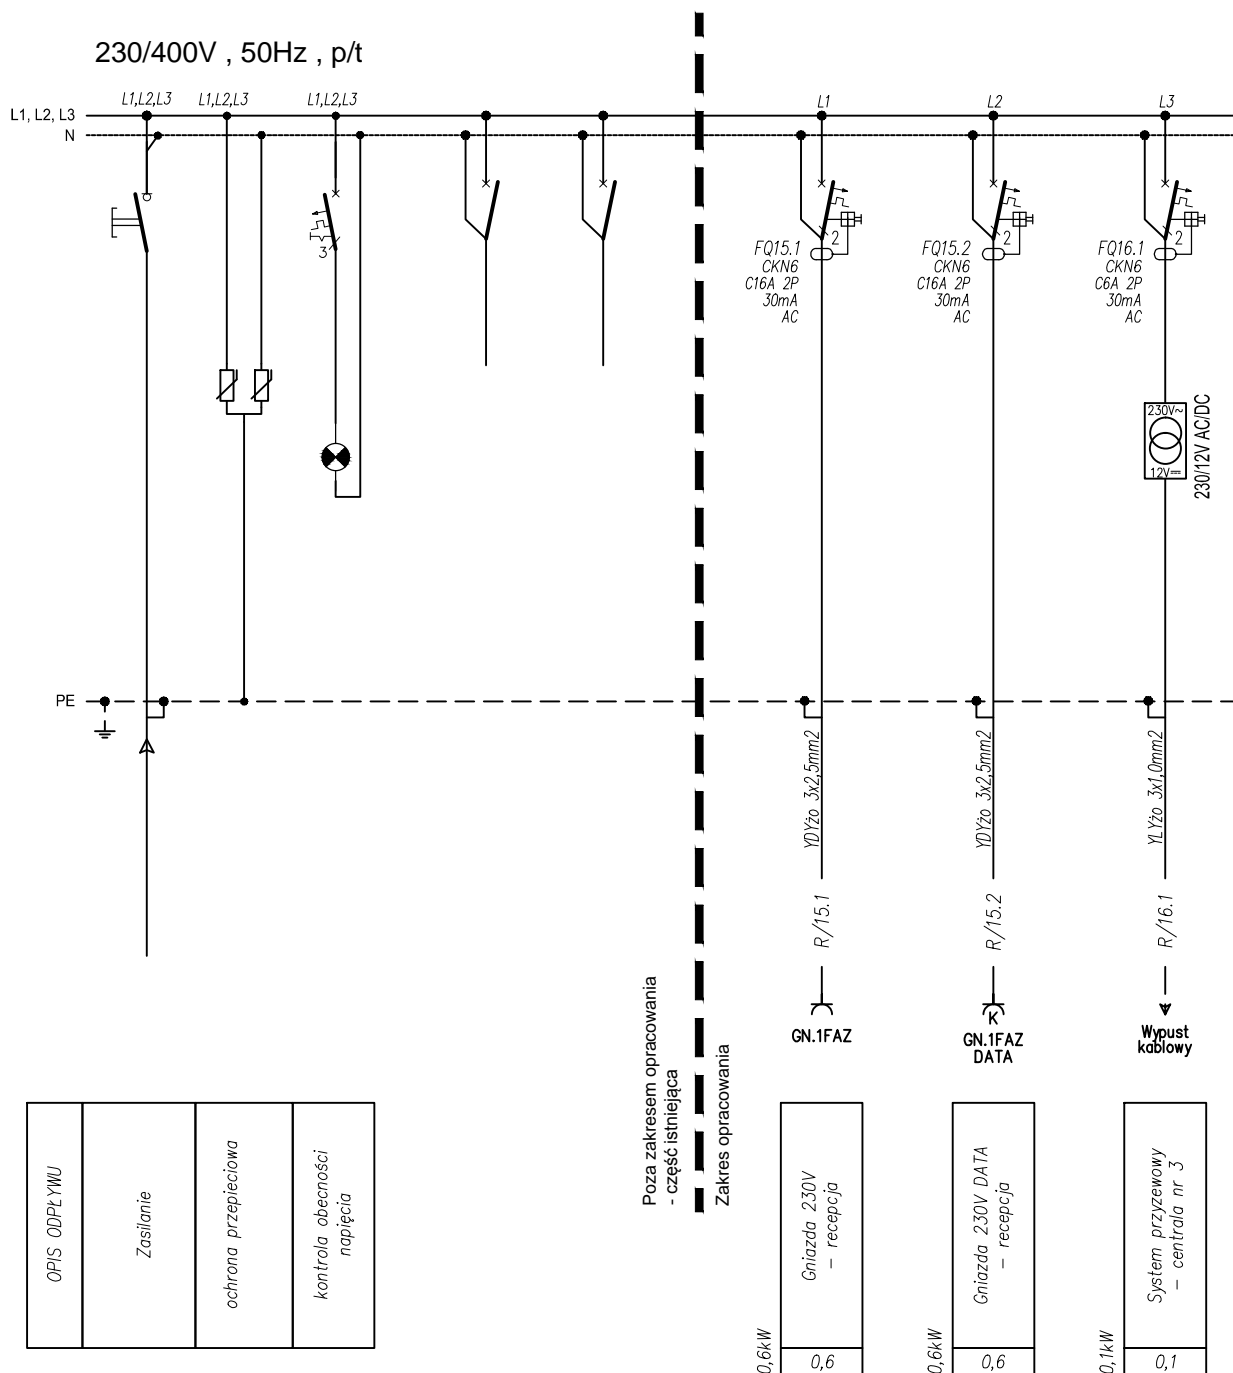 230/400V , 50Hz , p/t
L1,L2,L3
L1,L2,L3
L1,L2,L3
L1
L2
L3
L1, L2, L3
N
3
2
FQ15.1
CKN6
C16A 2P
30mA
AC
2
FQ15.2
CKN6
C16A 2P
30mA
AC
2
FQ16.1
CKN6
C6A 2P
30mA
AC
230V~
12V⎓
230/12V AC/DC
PE
YDYżo 3x2,5mm2
YDYżo 3x2,5mm2
YLYżo 3x1,0mm2
R/15.1
R/15.2
R/16.1
GN.1FAZ
K
GN.1FAZ
DATA
Wypust
kablowy
Poza zakresem opracowania
- część istniejąca
Zakres opracowania
OPIS ODPŁYWU
Zasilanie
ochrona przepieciowa
kontrola obecności
napięcia
Gniazda 230V
– recepcja
Gniazda 230V DATA
– recepcja
System przyzewowy
– centrala nr 3
0,6kW
0,6
0,6kW
0,6
0,1kW
0,1